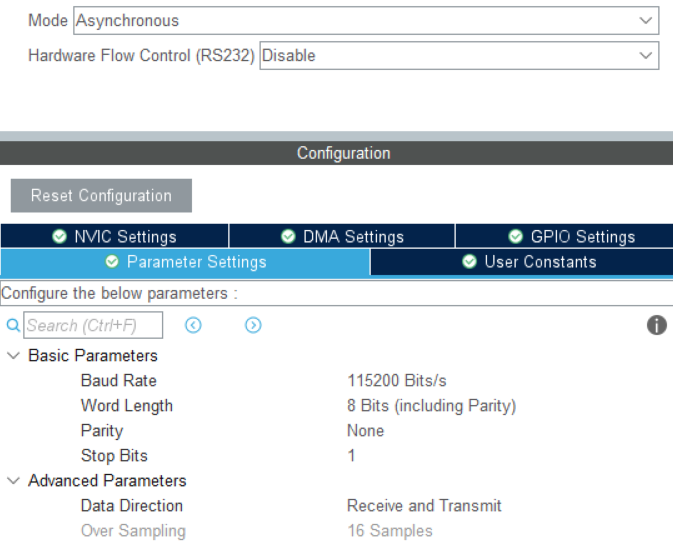 Mode Asynchronous
Hardware Flow Control (RS232) Disable
Configuration
Reset Configuration
NVIC Settings DMA Settings GPIO Settings
Parameter Settings User Constants
Configure the below parameters :
Search (Ctrl+F)
Basic Parameters
Baud Rate 115200 Bits/s
Word Length 8 Bits (including Parity)
Parity None
Stop Bits 1
Advanced Parameters
Data Direction Receive and Transmit
Over Sampling 16 Samples